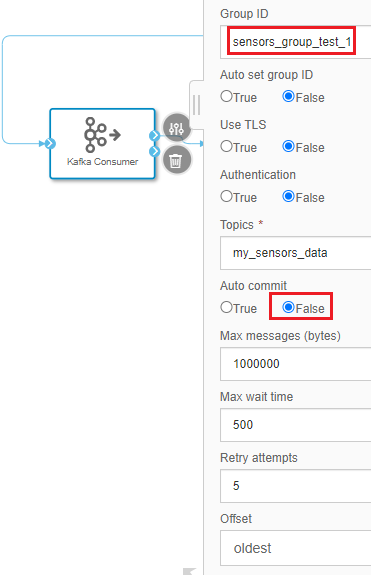 Group ID
sensors_group_test_1
Auto set group ID
True False
Use TLS
True False
Kafka Consumer
Authentication
True False
Topics *
my_sensors_data
Auto commit
True False
Max messages (bytes)
1000000
Max wait time
500
Retry attempts
5
Offset
oldest